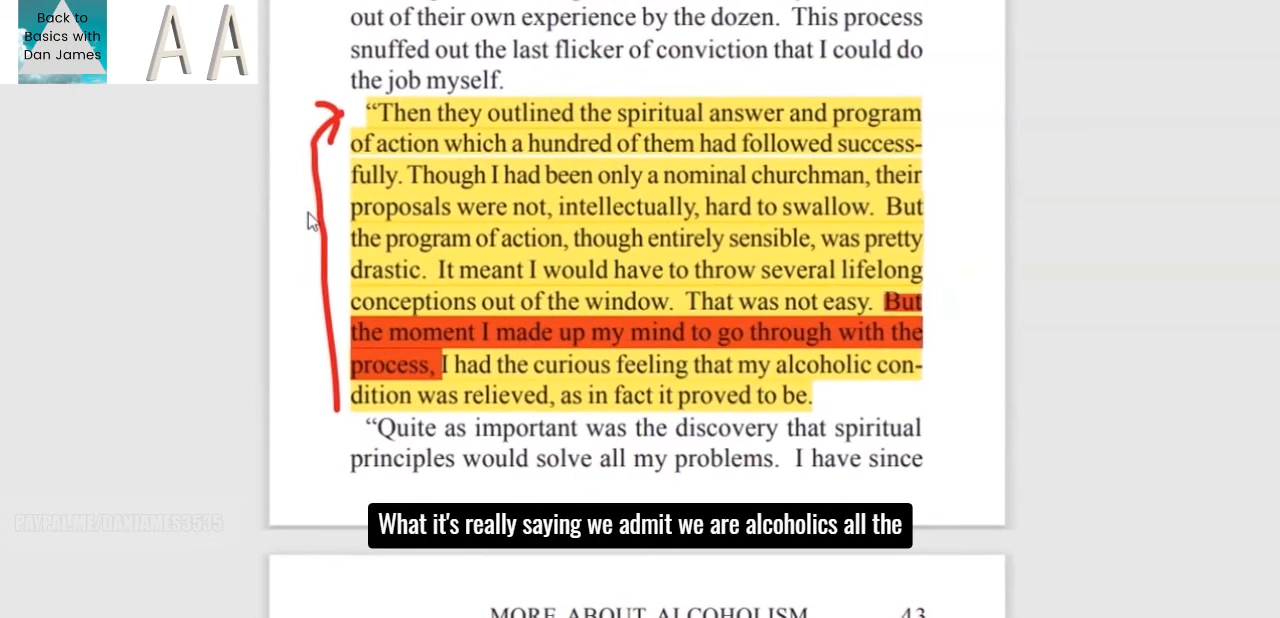 Back to
Basics with
Dan James
A A
out of their own experience by the dozen. This process
snuffed out the last flicker of conviction that I could do
the job myself.
“Then they outlined the spiritual answer and program
of action which a hundred of them had followed success-
fully. Though I had been only a nominal churchman, their
proposals were not, intellectually, hard to swallow. But
the program of action, though entirely sensible, was pretty
drastic. It meant I would have to throw several lifelong
conceptions out of the window. That was not easy. But
the moment I made up my mind to go through with the
process, I had the curious feeling that my alcoholic con-
dition was relieved, as in fact it proved to be.
“Quite as important was the discovery that spiritual
principles would solve all my problems. I have since
PAYPAL.ME/DANJAMES3535
What it's really saying we admit we are alcoholics all the
MORE ABOUT ALCOHOLISM 43